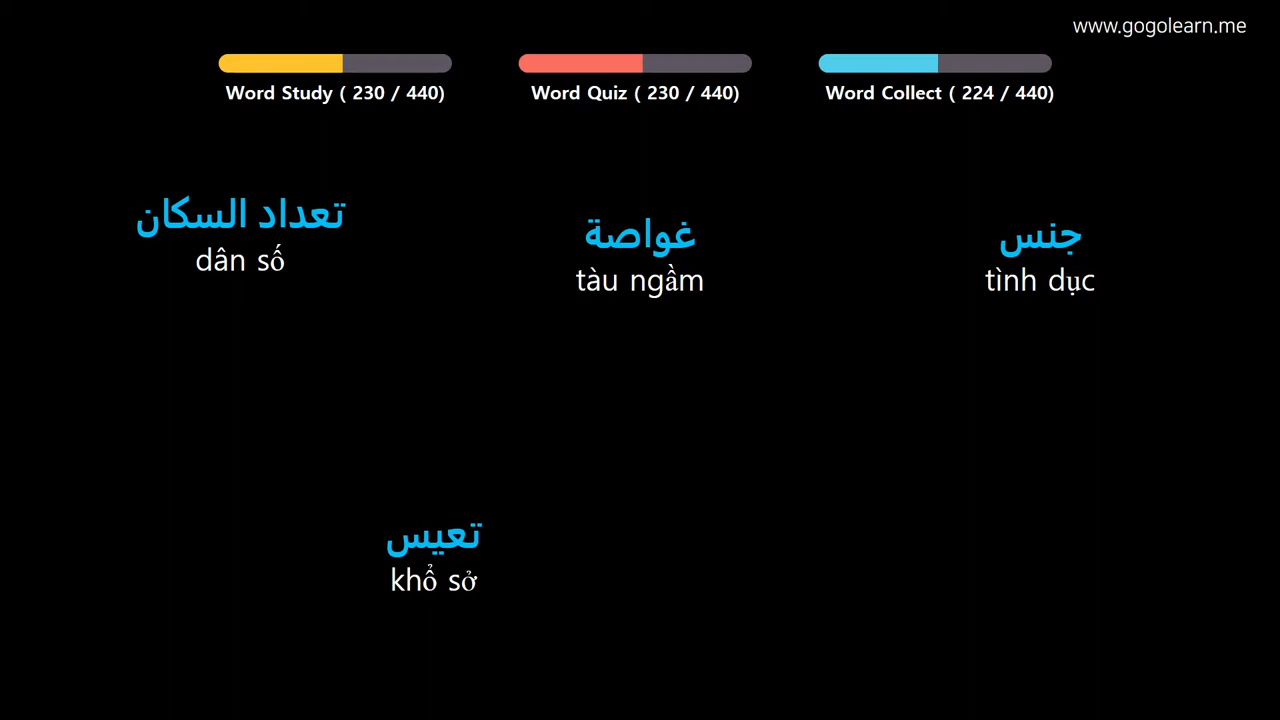 www.gogolearn.me
Word Study ( 230 / 440)
Word Quiz ( 230 / 440)
Word Collect ( 224 / 440)
تعداد السكان
dân số
غواصة
tàu ngầm
جنس
tình dục
تعيس
khổ sở